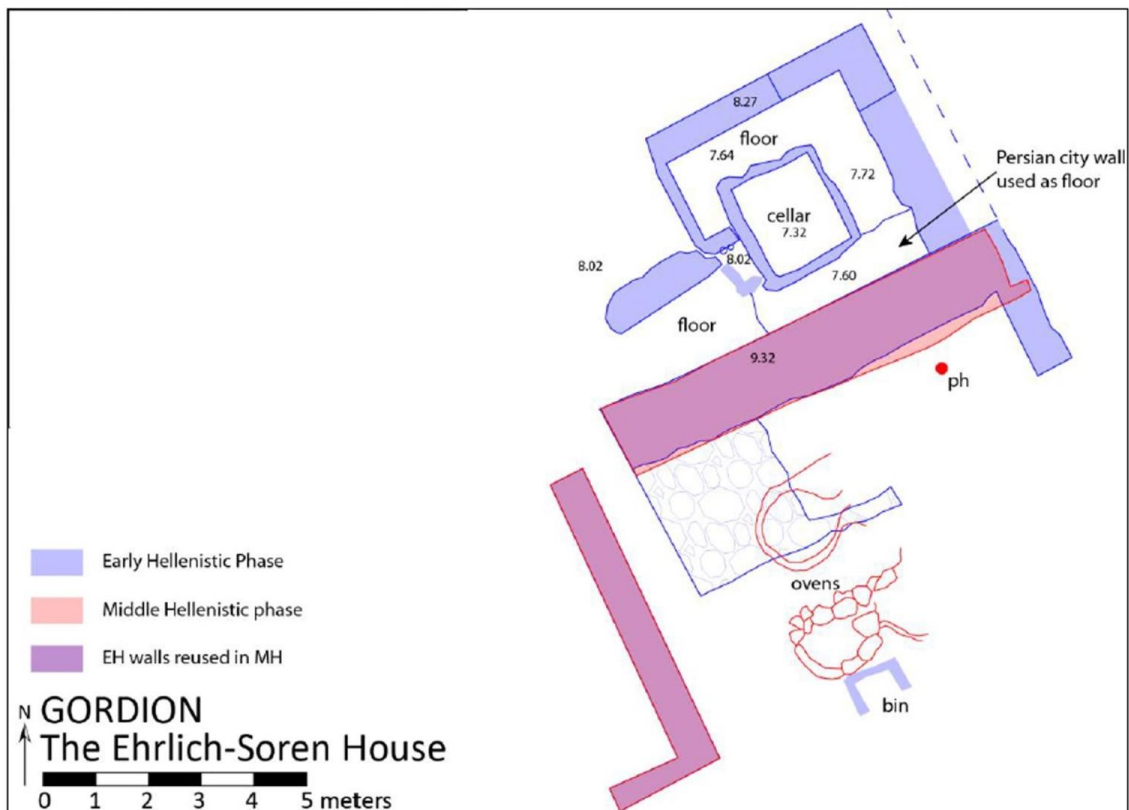 8.27
floor
7.64
7.72
Persian city wall
used as floor
cellar
7.32
8.02
8.02
7.60
floor
9.32
ph
ovens
bin
Early Hellenistic Phase
Middle Hellenistic phase
EH walls reused in MH
N
GORDION
The Ehrlich-Soren House
0 1 2 3 4 5 meters